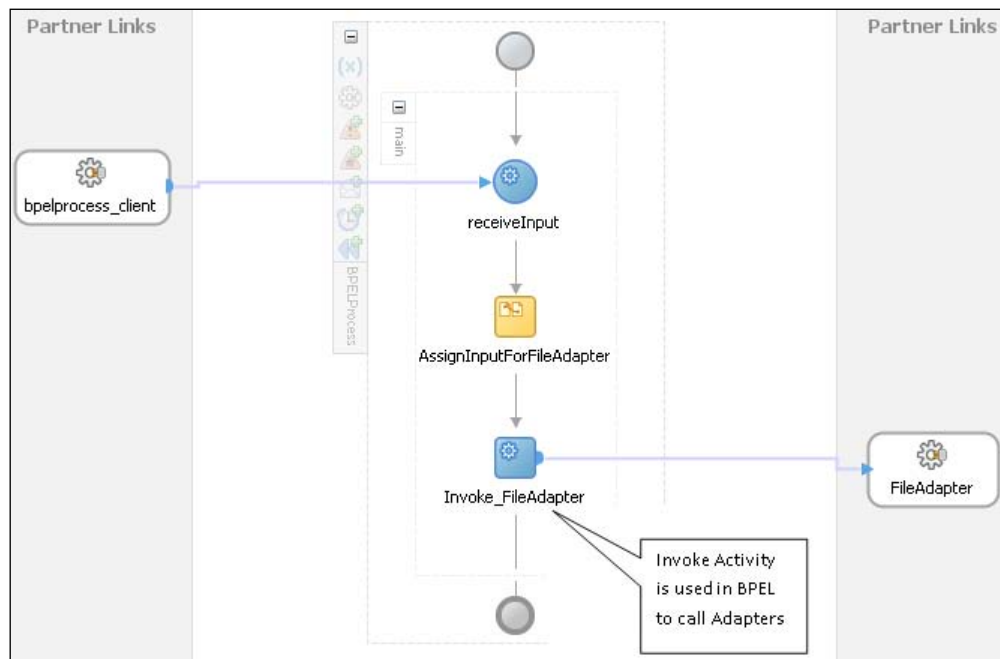 Partner Links
Partner Links
(x)
main
bpelprocess_client
receiveInput
BPELProcess
AssignInputForFileAdapter
Invoke_FileAdapter
FileAdapter
Invoke Activity
is used in BPEL
to call Adapters